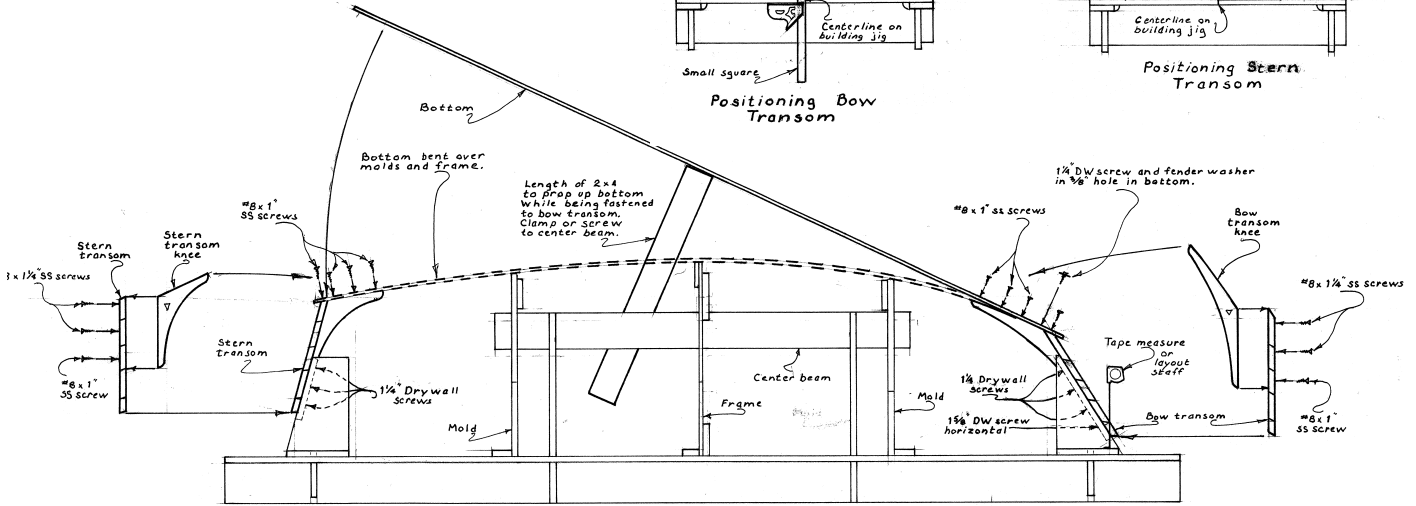 Centerline on
building jig
Small square
Positioning Bow
Transom
Centerline on
building jig
Positioning Stern
Transom
Bottom
Bottom bent over
molds and frame.
Length of 2x4
to prop up bottom
while being fastened
to bow transom.
Clamp or screw
to center beam.
1¼" DW screw and fender washer
in 3/8" hole in bottom.
#8 x 1"
SS screws
#8 x 1" SS screws
Bow
transom
knee
Stern
transom
Stern
transom
knee
x 1¼" SS screws
#8 x 1¼" SS screws
#8 x 1"
SS screw
Stern
transom
1¼" Drywall
screws
Mold
Center beam
Frame
Mold
1¼ Drywall
screws
1⅝" DW screw
horizontal
Tape measure
or
layout
staff
Bow transom
#8 x 1"
SS screw